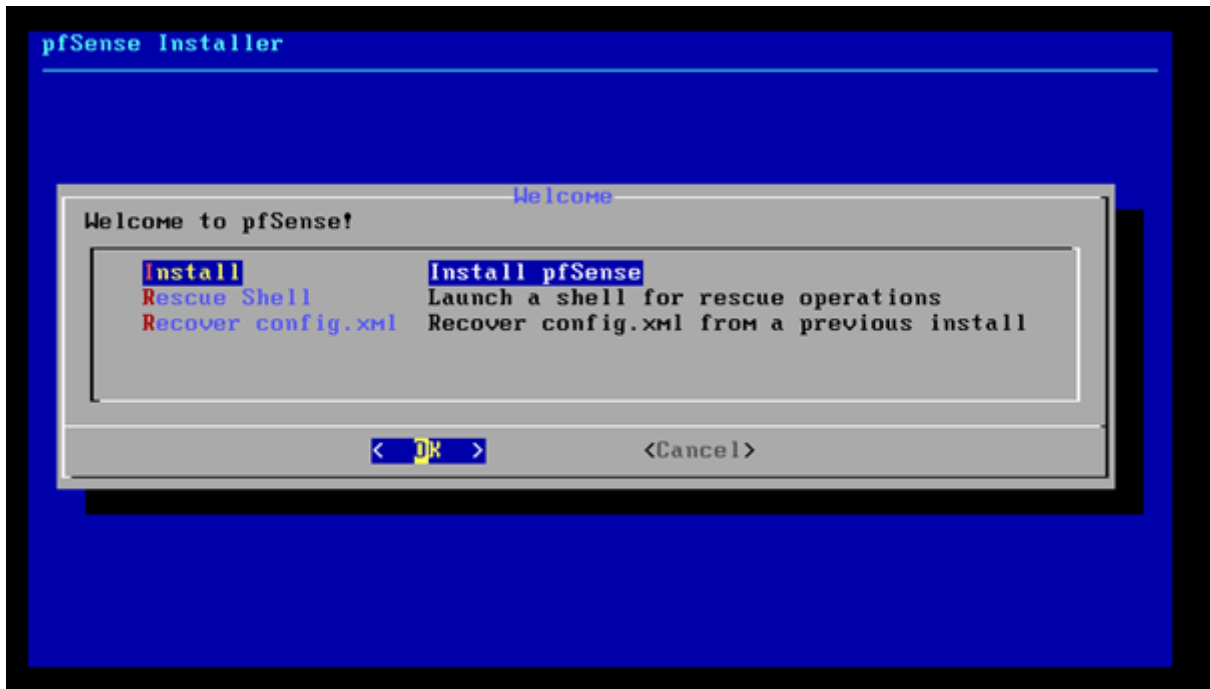 pfSense Installer
Welcome
Welcome to pfSense!
Install Install pfSense
Rescue Shell Launch a shell for rescue operations
Recover config.xml Recover config.xml from a previous install
< OK > <Cancel>